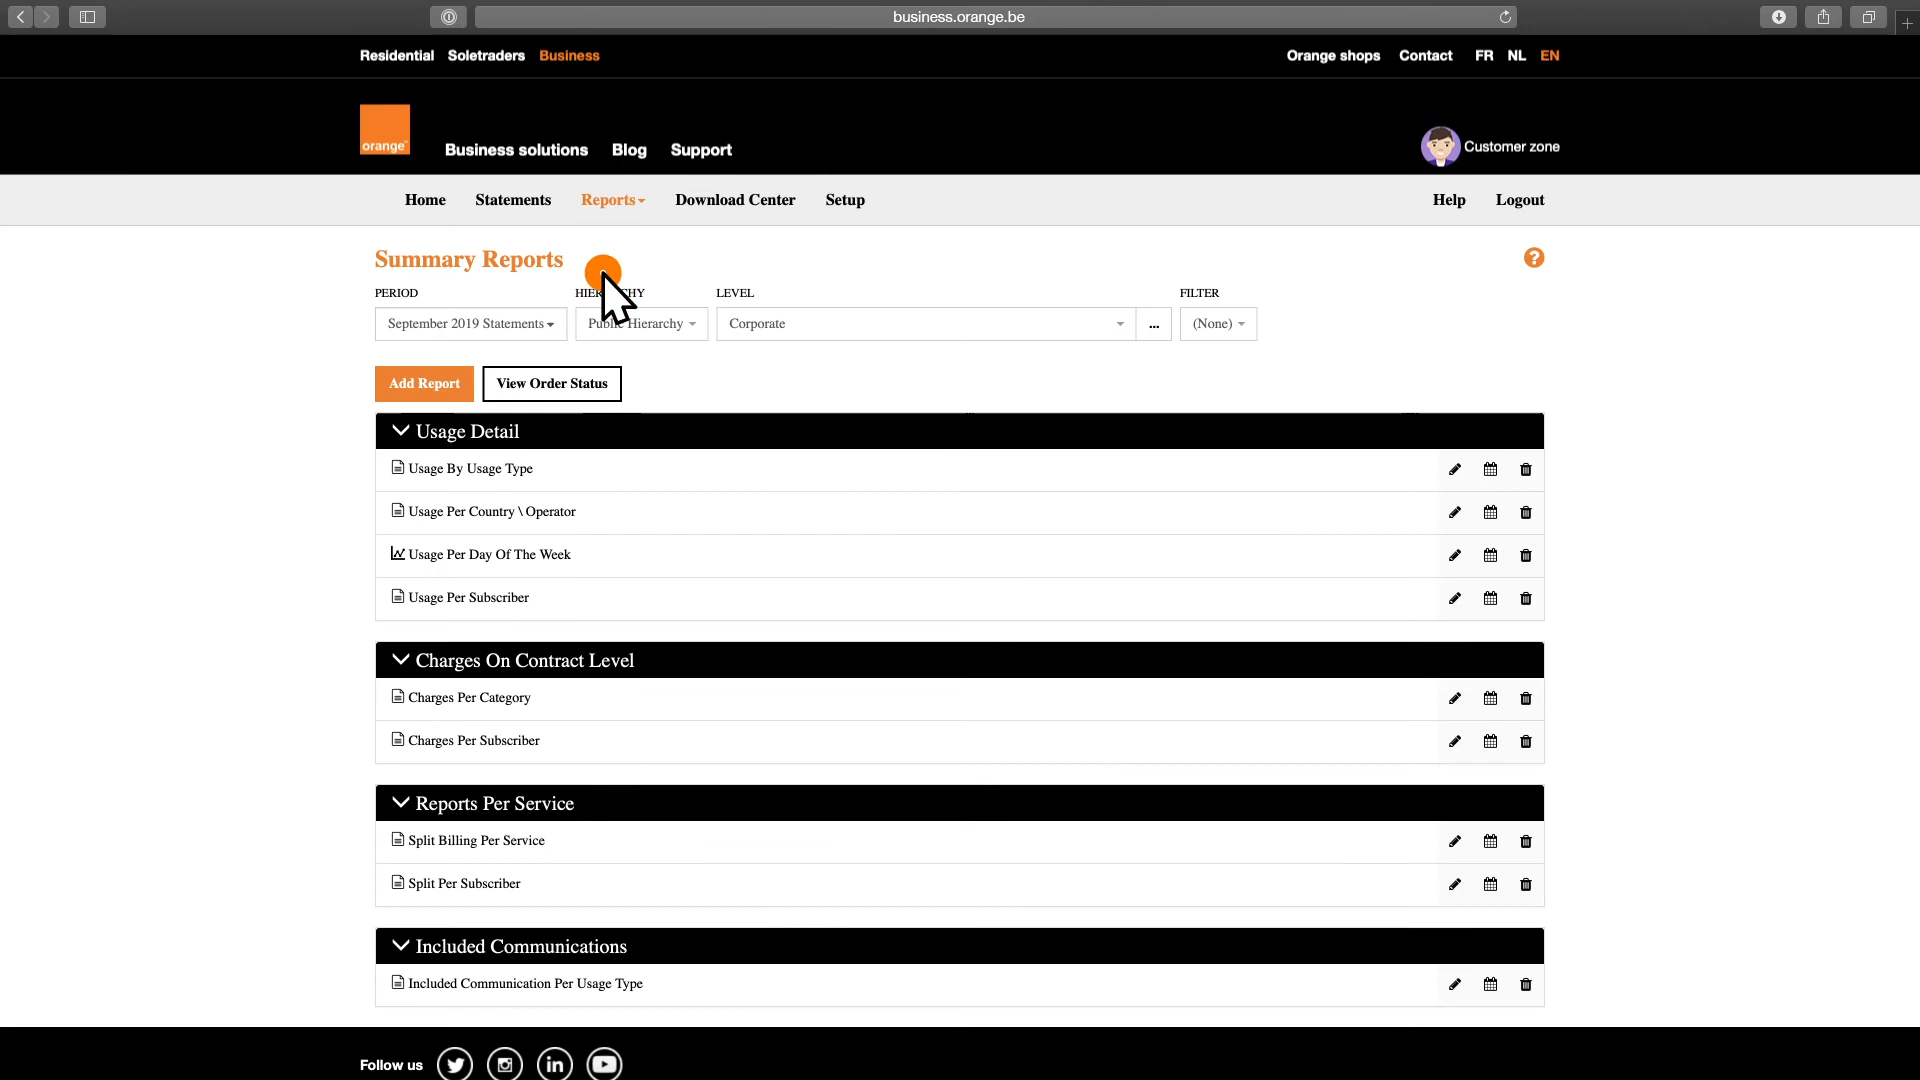 business.orange.be
Residential Soletraders Business Orange shops Contact FR NL EN
orange™
Business solutions Blog Support Customer zone
Home Statements Reports Download Center Setup Help Logout
Summary Reports ?
PERIOD LEVEL FILTER
September 2019 Statements Hierarchy Corporate ... (None)
Add Report View Order Status
Usage Detail
Usage By Usage Type
Usage Per Country \ Operator
Usage Per Day Of The Week
Usage Per Subscriber
Charges On Contract Level
Charges Per Category
Charges Per Subscriber
Reports Per Service
Split Billing Per Service
Split Per Subscriber
Included Communications
Included Communication Per Usage Type
Follow us in